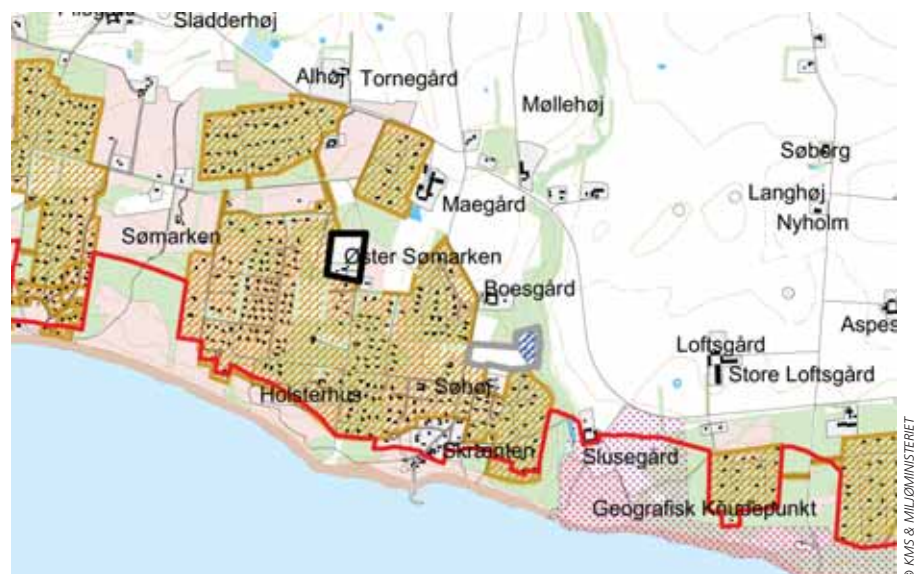 Sladderhøj
Alhøj
Tornegård
Møllehøj
Søborg
Maegård
Langhøj
Nyholm
Sømarken
Øster Sømarken
Boesgård
Aspes
Loftsgård
Store Loftsgård
Holsterhus
Søhøj
Skrænten
Slusegård
Geografisk Knudepunkt
© KMS & MILJØMINISTERIET